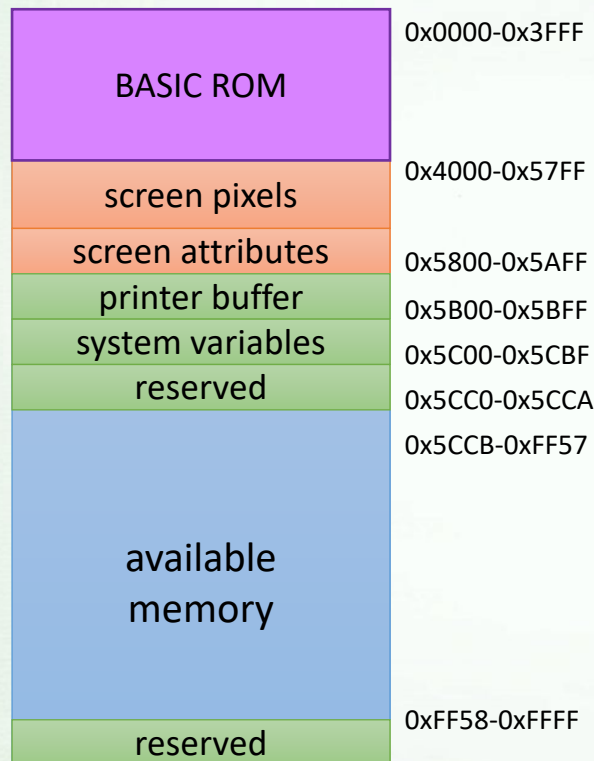 BASIC ROM
0x0000-0x3FFF
screen pixels
0x4000-0x57FF
screen attributes
0x5800-0x5AFF
printer buffer
0x5B00-0x5BFF
system variables
0x5C00-0x5CBF
reserved
0x5CC0-0x5CCA
0x5CCB-0xFF57
available
memory
0xFF58-0xFFFF
reserved